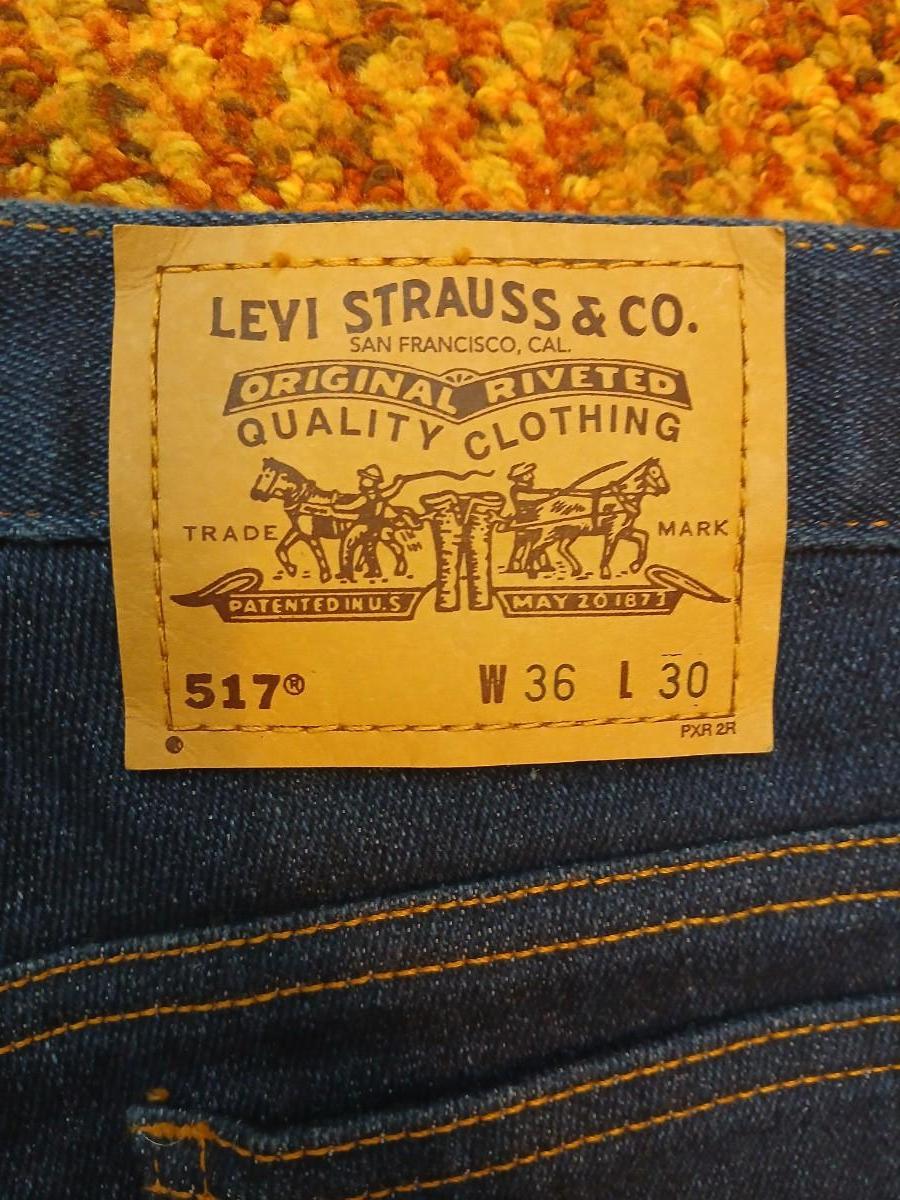 LEVI STRAUSS & CO.
SAN FRANCISCO, CAL.
ORIGINAL RIVETED
QUALITY CLOTHING
TRADE MARK
PATENTED IN U.S MAY 20 1873
517® W 36 L 30
PXR 2R